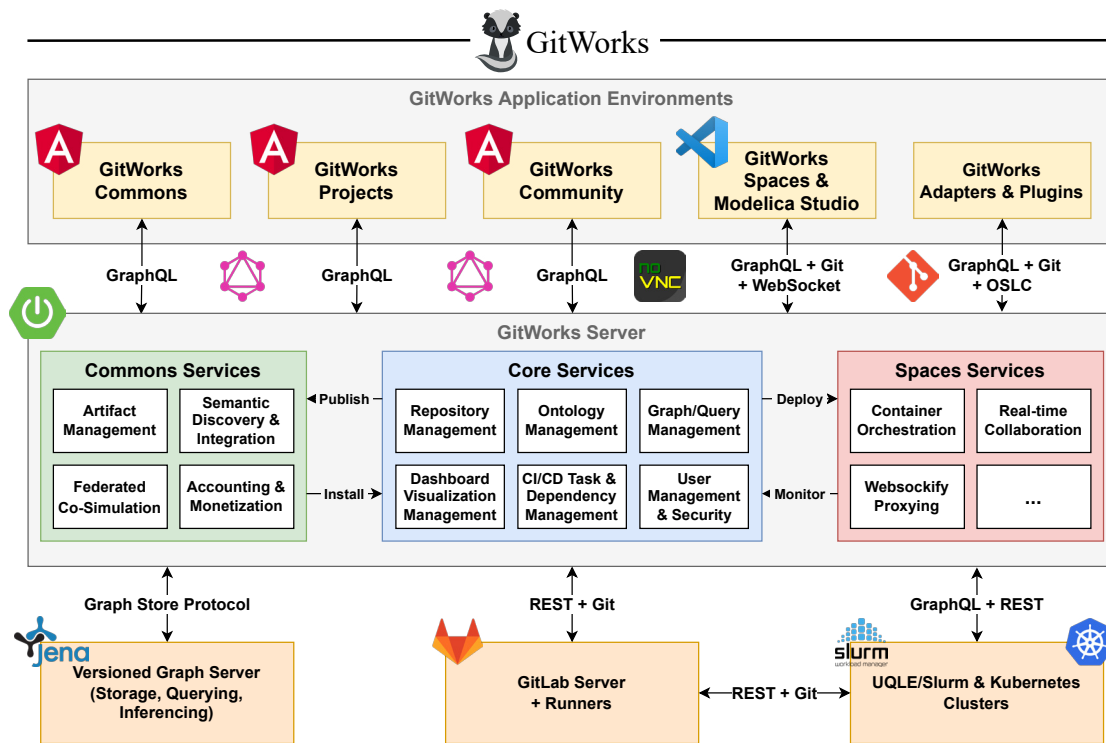 GitWorks
GitWorks Application Environments
GitWorks
Commons
GitWorks
Projects
GitWorks
Community
GitWorks
Spaces &
Modelica Studio
GitWorks
Adapters & Plugins
GraphQL
GraphQL
GraphQL
no
VNC
GraphQL + Git
+ WebSocket
GraphQL + Git
+ OSLC
GitWorks Server
Commons Services
Artifact
Management
Semantic
Discovery &
Integration
Federated
Co-Simulation
Accounting &
Monetization
Publish
Install
Core Services
Repository
Management
Ontology
Management
Graph/Query
Management
Dashboard
Visualization
Management
CI/CD Task &
Dependency
Management
User
Management
& Security
Deploy
Monitor
Spaces Services
Container
Orchestration
Real-time
Collaboration
Websockify
Proxying
...
Graph Store Protocol
REST + Git
GraphQL + REST
Jena
Versioned Graph Server
(Storage, Querying,
Inferencing)
GitLab Server
+ Runners
REST + Git
slurm
workload manager
UQLE/Slurm & Kubernetes
Clusters